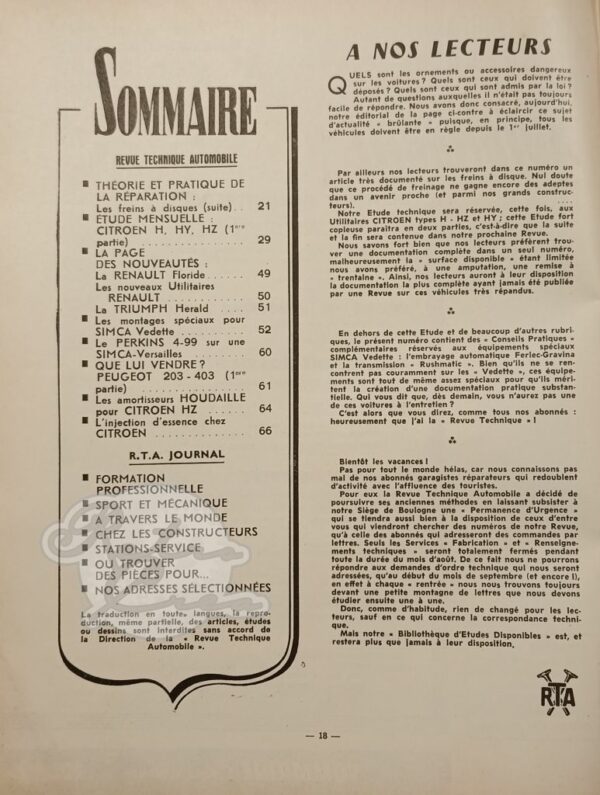 SOMMAIRE
REVUE TECHNIQUE AUTOMOBILE
THÉORIE ET PRATIQUE DE
LA RÉPARATION :
Les freins à disques (suite). . 21
ETUDE MENSUELLE :
CITROEN H, HY, HZ (1ère
partie) . . . . . . . . . . . . 29
LA PAGE
DES NOUVEAUTÉS :
La RENAULT Floride . . . . . 49
Les nouveaux Utilitaires
RENAULT . . . . . . . . . . . 50
La TRIUMPH Herald . . . . 51
Les montages spéciaux pour
SIMCA Vedette . . . . . . . . 52
Le PERKINS 4-99 sur une
SIMCA-Versailles . . . . . . . 60
QUE LUI VENDRE ?
PEUGEOT 203 - 403 (1ère
partie) . . . . . . . . . . . . 61
Les amortisseurs HOUDAILLE
pour CITROEN HZ . . . . . . 64
L'injection d'essence chez
CITROEN . . . . . . . . . . . 66
R.T.A. JOURNAL
FORMATION
PROFESSIONNELLE
SPORT ET MÉCANIQUE
A TRAVERS LE MONDE
CHEZ LES CONSTRUCTEURS
STATIONS-SERVICE
OU TROUVER
DES PIÈCES POUR...
NOS ADRESSES SÉLECTIONNÉES
La traduction en toutes langues, la repro-
duction, même partielle, des articles, études
ou dessins sont interdites sans accord de
la Direction de la « Revue Technique
Automobile ».
A NOS LECTEURS
QUELS sont les ornements ou accessoires dangereux
sur les voitures ? Quels sont ceux qui doivent être
déposés ? Quels sont ceux qui sont admis par la loi ?
Autant de questions auxquelles il n'était pas toujours
facile de répondre. Nous avons donc consacré, aujourd'hui,
notre éditorial de la page ci-contre à éclaircir ce sujet
d'actualité « brûlante » puisque, en principe, tous les
véhicules doivent être en règle depuis le 1er juillet.
Par ailleurs nos lecteurs trouveront dans ce numéro un
article très documenté sur les freins à disque. Nul doute
que ce procédé de freinage ne gagne encore des adeptes
dans un avenir proche (et parmi nos grands construc-
teurs).
Notre Etude technique sera réservée, cette fois, aux
Utilitaires CITROEN types H - HZ et HY ; cette Etude fort
copieuse paraîtra en deux parties, c'est-à-dire que la suite
et la fin sera contenue dans notre prochaine Revue.
Nous savons fort bien que nos lecteurs préfèrent trou-
ver une documentation complète dans un seul numéro,
malheureusement la « surface disponible » étant limitée
nous avons préféré, à une amputation, une remise à
« trentaine ». Ainsi, nos lecteurs auront à leur disposition
la documentation la plus complète ayant jamais été publiée
par une Revue sur ces véhicules très répandus.
En dehors de cette Etude et de beaucoup d'autres rubri-
ques, le présent numéro contient des « Conseils Pratiques »
complémentaires réservés aux équipements spéciaux
SIMCA Vedette : l'embrayage automatique Ferlec-Gravina
et la transmission « Rushmatic ». Bien qu'ils ne se ren-
contrent pas couramment sur les « Vedette », ces équipe-
ments sont tout de même assez spéciaux pour qu'ils méri-
tent la création d'une documentation pratique substan-
tielle. Qui vous dit que, dès demain, vous n'aurez pas une
de ces voitures à l'entretien ?
C'est alors que vous direz, comme tous nos abonnés :
heureusement que j'ai la « Revue Technique » !
Bientôt les vacances !
Pas pour tout le monde hélas, car nous connaissons pas
mal de nos abonnés garagistes réparateurs qui redoublent
d'activité avec l'affluence des touristes.
Pour eux la Revue Technique Automobile a décidé de
poursuivre ses anciennes méthodes en laissant subsister à
notre Siège de Boulogne une « Permanence d'Urgence »
qui se tiendra aussi bien à la disposition de ceux d'entre
vous qui viendront chercher des numéros de notre Revue,
qu'à celle des abonnés qui adresseront des commandes par
lettres. Seuls les Services « Fabrication » et « Renseigne-
ments techniques » seront totalement fermés pendant
toute la durée du mois d'août. De ce fait nous ne pourrons
répondre aux demandes d'ordre technique qui nous seront
adressées, qu'au début du mois de septembre (et encore !),
en effet à chaque « rentrée » nous nous trouvons toujours
devant une petite montagne de lettres que nous devons
étudier ensuite une à une.
Donc, comme d'habitude, rien de changé pour les lec-
teurs, sauf en ce qui concerne la correspondance techni-
que.
Mais notre « Bibliothèque d'Etudes Disponibles » est, et
restera plus que jamais à leur disposition.
RTA
— 18 —